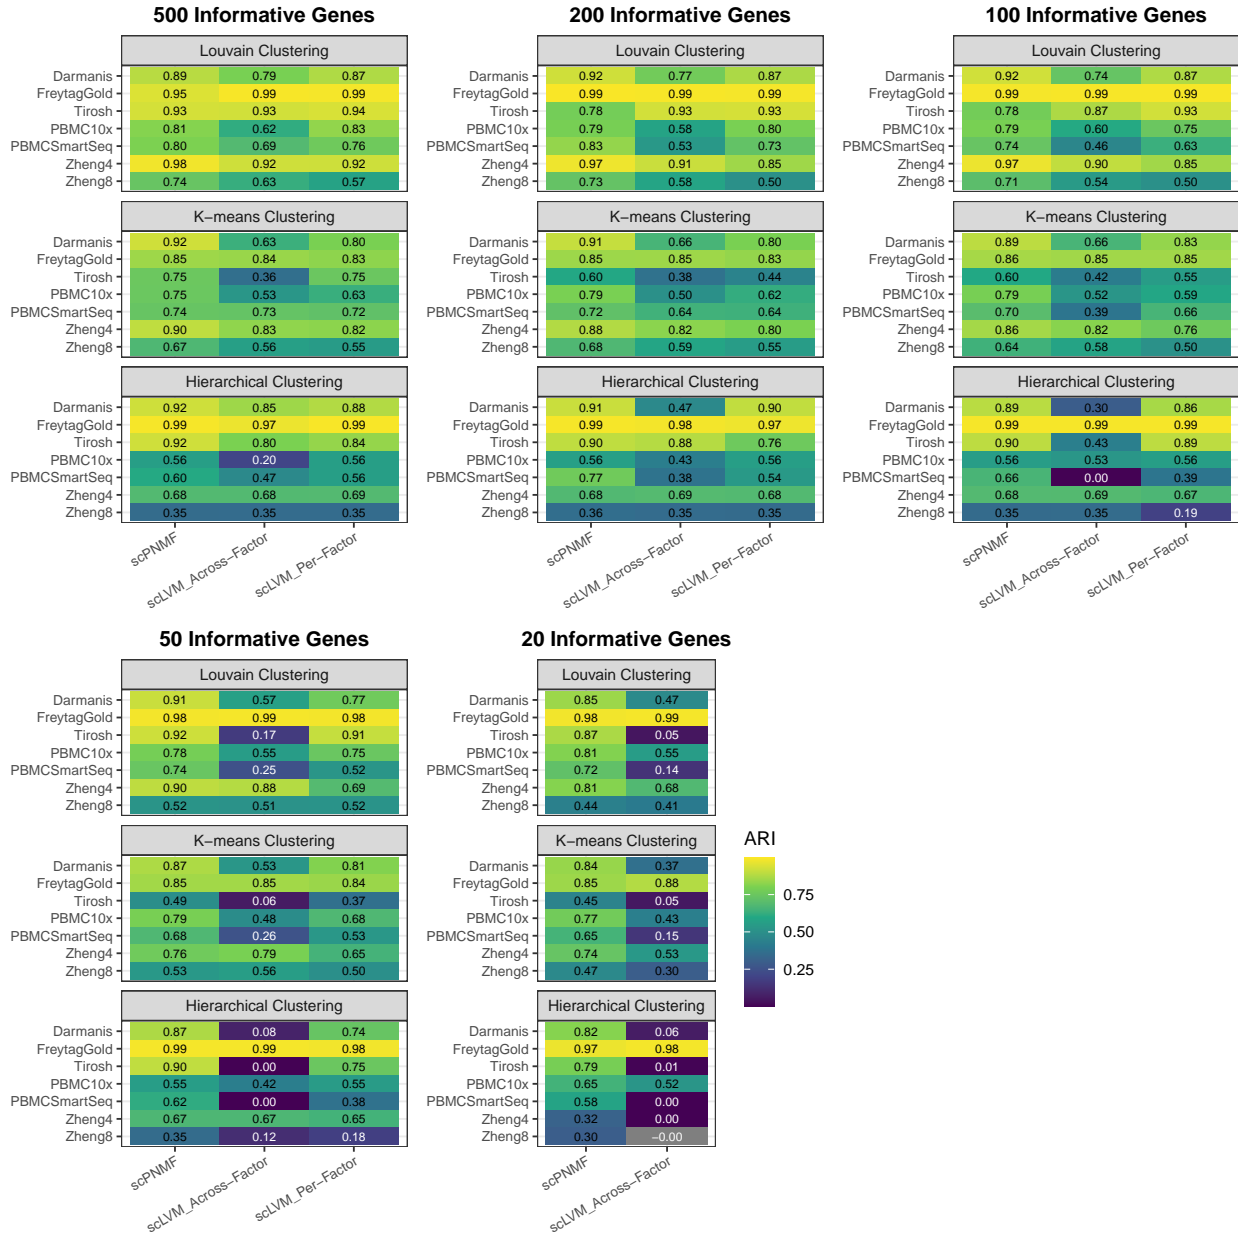 500 Informative Genes
Louvain Clustering
Darmanis 0.89 0.79 0.87
FreytagGold 0.95 0.99 0.99
Tirosh 0.93 0.93 0.94
PBMC10x 0.81 0.62 0.83
PBMCSmartSeq 0.80 0.69 0.76
Zheng4 0.98 0.92 0.92
Zheng8 0.74 0.63 0.57
K−means Clustering
Darmanis 0.92 0.63 0.80
FreytagGold 0.85 0.84 0.83
Tirosh 0.75 0.36 0.75
PBMC10x 0.75 0.53 0.63
PBMCSmartSeq 0.74 0.73 0.72
Zheng4 0.90 0.83 0.82
Zheng8 0.67 0.56 0.55
Hierarchical Clustering
Darmanis 0.92 0.85 0.88
FreytagGold 0.99 0.97 0.99
Tirosh 0.92 0.80 0.84
PBMC10x 0.56 0.20 0.56
PBMCSmartSeq 0.60 0.47 0.56
Zheng4 0.68 0.68 0.69
Zheng8 0.35 0.35 0.35
scPNMF scLVM_Across−Factor scLVM_Per−Factor
200 Informative Genes
Louvain Clustering
Darmanis 0.92 0.77 0.87
FreytagGold 0.99 0.99 0.99
Tirosh 0.78 0.93 0.93
PBMC10x 0.79 0.58 0.80
PBMCSmartSeq 0.83 0.53 0.73
Zheng4 0.97 0.91 0.85
Zheng8 0.73 0.58 0.50
K−means Clustering
Darmanis 0.91 0.66 0.80
FreytagGold 0.85 0.85 0.83
Tirosh 0.60 0.38 0.44
PBMC10x 0.79 0.50 0.62
PBMCSmartSeq 0.72 0.64 0.64
Zheng4 0.88 0.82 0.80
Zheng8 0.68 0.59 0.55
Hierarchical Clustering
Darmanis 0.91 0.47 0.90
FreytagGold 0.99 0.98 0.97
Tirosh 0.90 0.88 0.76
PBMC10x 0.56 0.43 0.56
PBMCSmartSeq 0.77 0.38 0.54
Zheng4 0.68 0.69 0.68
Zheng8 0.36 0.35 0.35
scPNMF scLVM_Across−Factor scLVM_Per−Factor
100 Informative Genes
Louvain Clustering
Darmanis 0.92 0.74 0.87
FreytagGold 0.99 0.99 0.99
Tirosh 0.78 0.87 0.93
PBMC10x 0.79 0.60 0.75
PBMCSmartSeq 0.74 0.46 0.63
Zheng4 0.97 0.90 0.85
Zheng8 0.71 0.54 0.50
K−means Clustering
Darmanis 0.89 0.66 0.83
FreytagGold 0.86 0.85 0.85
Tirosh 0.60 0.42 0.55
PBMC10x 0.79 0.52 0.59
PBMCSmartSeq 0.70 0.39 0.66
Zheng4 0.86 0.82 0.76
Zheng8 0.64 0.58 0.50
Hierarchical Clustering
Darmanis 0.89 0.30 0.86
FreytagGold 0.99 0.99 0.99
Tirosh 0.90 0.43 0.89
PBMC10x 0.56 0.53 0.56
PBMCSmartSeq 0.66 0.00 0.39
Zheng4 0.68 0.69 0.67
Zheng8 0.35 0.35 0.19
scPNMF scLVM_Across−Factor scLVM_Per−Factor
50 Informative Genes
Louvain Clustering
Darmanis 0.91 0.57 0.77
FreytagGold 0.98 0.99 0.98
Tirosh 0.92 0.17 0.91
PBMC10x 0.78 0.55 0.75
PBMCSmartSeq 0.74 0.25 0.52
Zheng4 0.90 0.88 0.69
Zheng8 0.52 0.51 0.52
K−means Clustering
Darmanis 0.87 0.53 0.81
FreytagGold 0.85 0.85 0.84
Tirosh 0.49 0.06 0.37
PBMC10x 0.79 0.48 0.68
PBMCSmartSeq 0.68 0.26 0.53
Zheng4 0.76 0.79 0.65
Zheng8 0.53 0.56 0.50
Hierarchical Clustering
Darmanis 0.87 0.08 0.74
FreytagGold 0.99 0.99 0.98
Tirosh 0.90 0.00 0.75
PBMC10x 0.55 0.42 0.55
PBMCSmartSeq 0.62 0.00 0.38
Zheng4 0.67 0.67 0.65
Zheng8 0.35 0.12 0.18
scPNMF scLVM_Across−Factor scLVM_Per−Factor
20 Informative Genes
Louvain Clustering
Darmanis 0.85 0.47
FreytagGold 0.98 0.99
Tirosh 0.87 0.05
PBMC10x 0.81 0.55
PBMCSmartSeq 0.72 0.14
Zheng4 0.81 0.68
Zheng8 0.44 0.41
K−means Clustering
Darmanis 0.84 0.37
FreytagGold 0.85 0.88
Tirosh 0.45 0.05
PBMC10x 0.77 0.43
PBMCSmartSeq 0.65 0.15
Zheng4 0.74 0.53
Zheng8 0.47 0.30
Hierarchical Clustering
Darmanis 0.82 0.06
FreytagGold 0.97 0.98
Tirosh 0.79 0.01
PBMC10x 0.65 0.52
PBMCSmartSeq 0.58 0.00
Zheng4 0.32 0.00
Zheng8 0.30 −0.00
scPNMF scLVM_Across−Factor
ARI
0.75
0.50
0.25